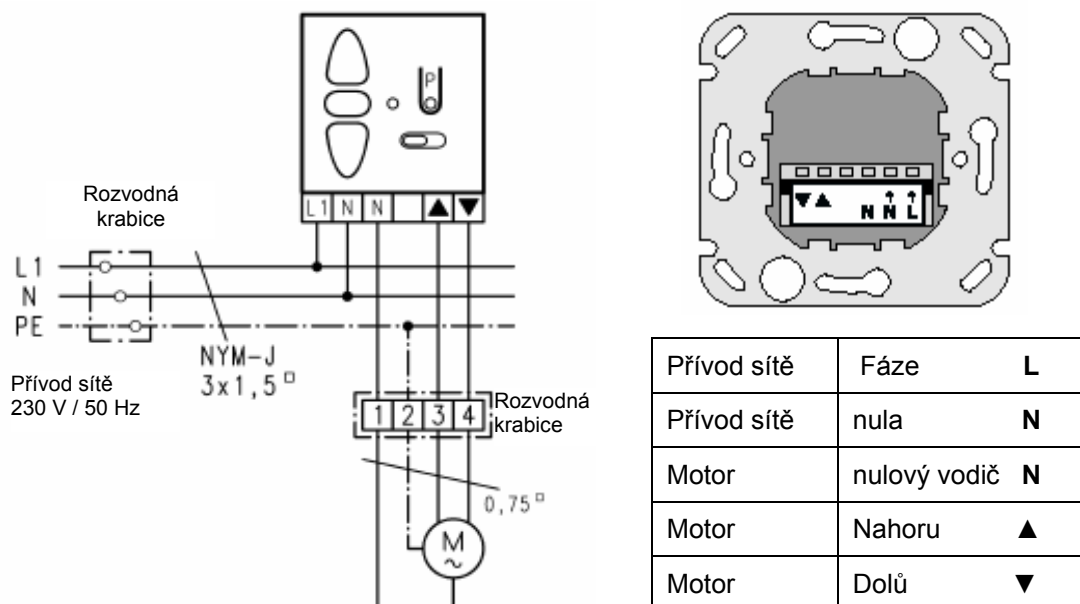 P
L1 N N ▲ ▼
Rozvodná
krabice
L1
N
PE
NYM-J
3x1,5 □
Přívod sítě
230 V / 50 Hz
1 2 3 4
Rozvodná
krabice
0,75 □
M
~
▼▲ N N L
Přívod sítě Fáze L
Přívod sítě nula N
Motor nulový vodič N
Motor Nahoru ▲
Motor Dolů ▼